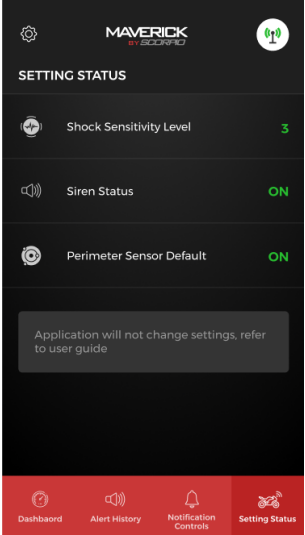 MAVERICK
BY SCORPIO
SETTING STATUS
Shock Sensitivity Level 3
Siren Status ON
Perimeter Sensor Default ON
Application will not change settings, refer
to user guide
Dashbaord Alert History Notification Controls Setting Status